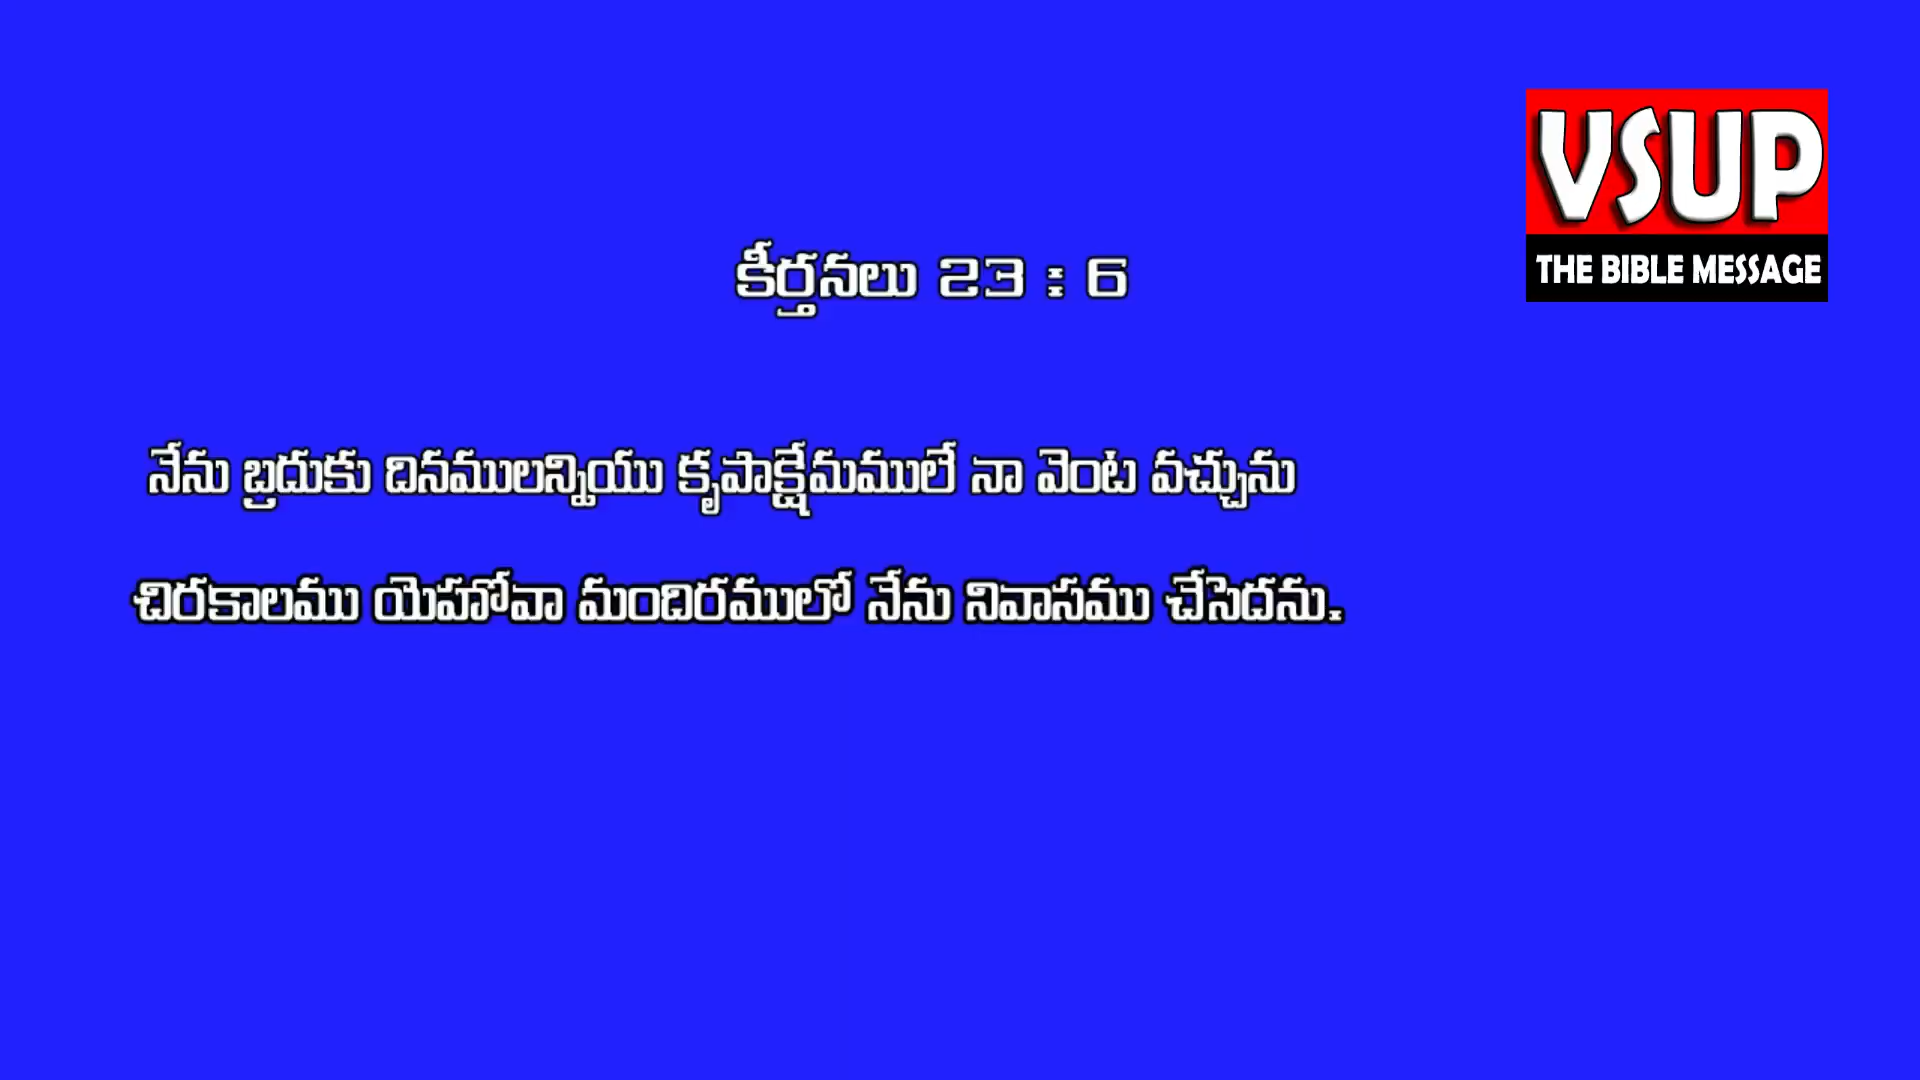 VSUP
THE BIBLE MESSAGE
కీర్తనలు 23 : 6
నేను బ్రదుకు దినములన్నియు కృపాక్షేమములే నా వెంట వచ్చును
చిరకాలము యెహోవా మందిరములో నేను నివాసము చేసెదను.